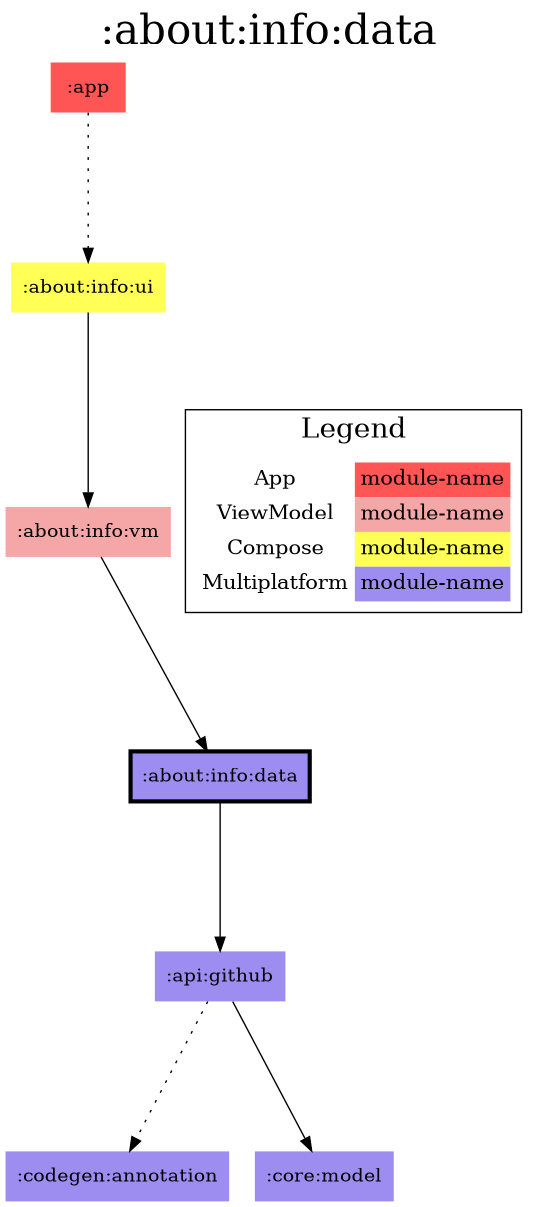 :about:info:data
:app
:about:info:ui
Legend
App module-name
ViewModel module-name
Compose module-name
Multiplatform module-name
:about:info:vm
:about:info:data
:api:github
:codegen:annotation
:core:model